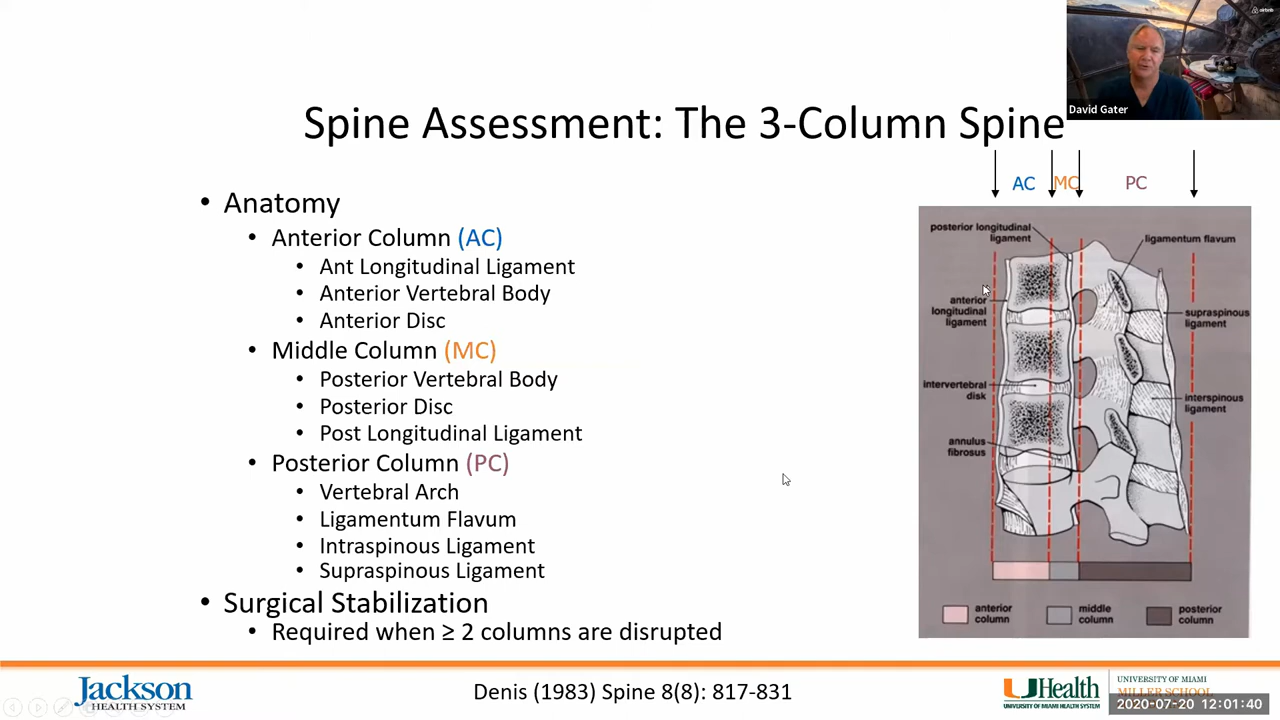 airbnb
David Gater
Spine Assessment: The 3-Column Spine
• Anatomy
• Anterior Column (AC)
• Ant Longitudinal Ligament
• Anterior Vertebral Body
• Anterior Disc
• Middle Column (MC)
• Posterior Vertebral Body
• Posterior Disc
• Post Longitudinal Ligament
• Posterior Column (PC)
• Vertebral Arch
• Ligamentum Flavum
• Intraspinous Ligament
• Supraspinous Ligament
• Surgical Stabilization
• Required when ≥ 2 columns are disrupted
AC MC PC
posterior longitudinal
ligament
ligamentum flavum
anterior
longitudinal
ligament
supraspinous
ligament
intervertebral
disk
interspinous
ligament
annulus
fibrosus
anterior
column
middle
column
posterior
column
Jackson
HEALTH SYSTEM
Denis (1983) Spine 8(8): 817-831
UHealth
UNIVERSITY OF MIAMI HEALTH SYSTEM
UNIVERSITY OF MIAMI
MILLER SCHOOL
2020-07-20 12:01:40